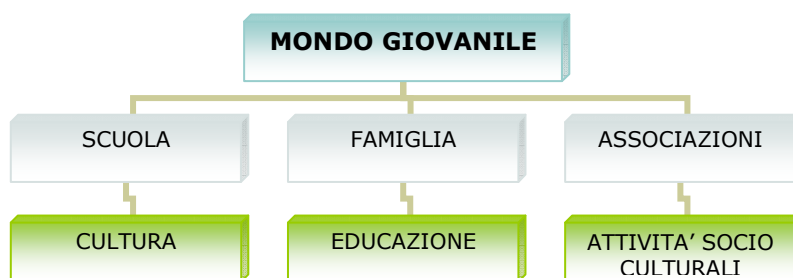 MONDO GIOVANILE
SCUOLA
FAMIGLIA
ASSOCIAZIONI
CULTURA
EDUCAZIONE
ATTIVITA’ SOCIO
CULTURALI